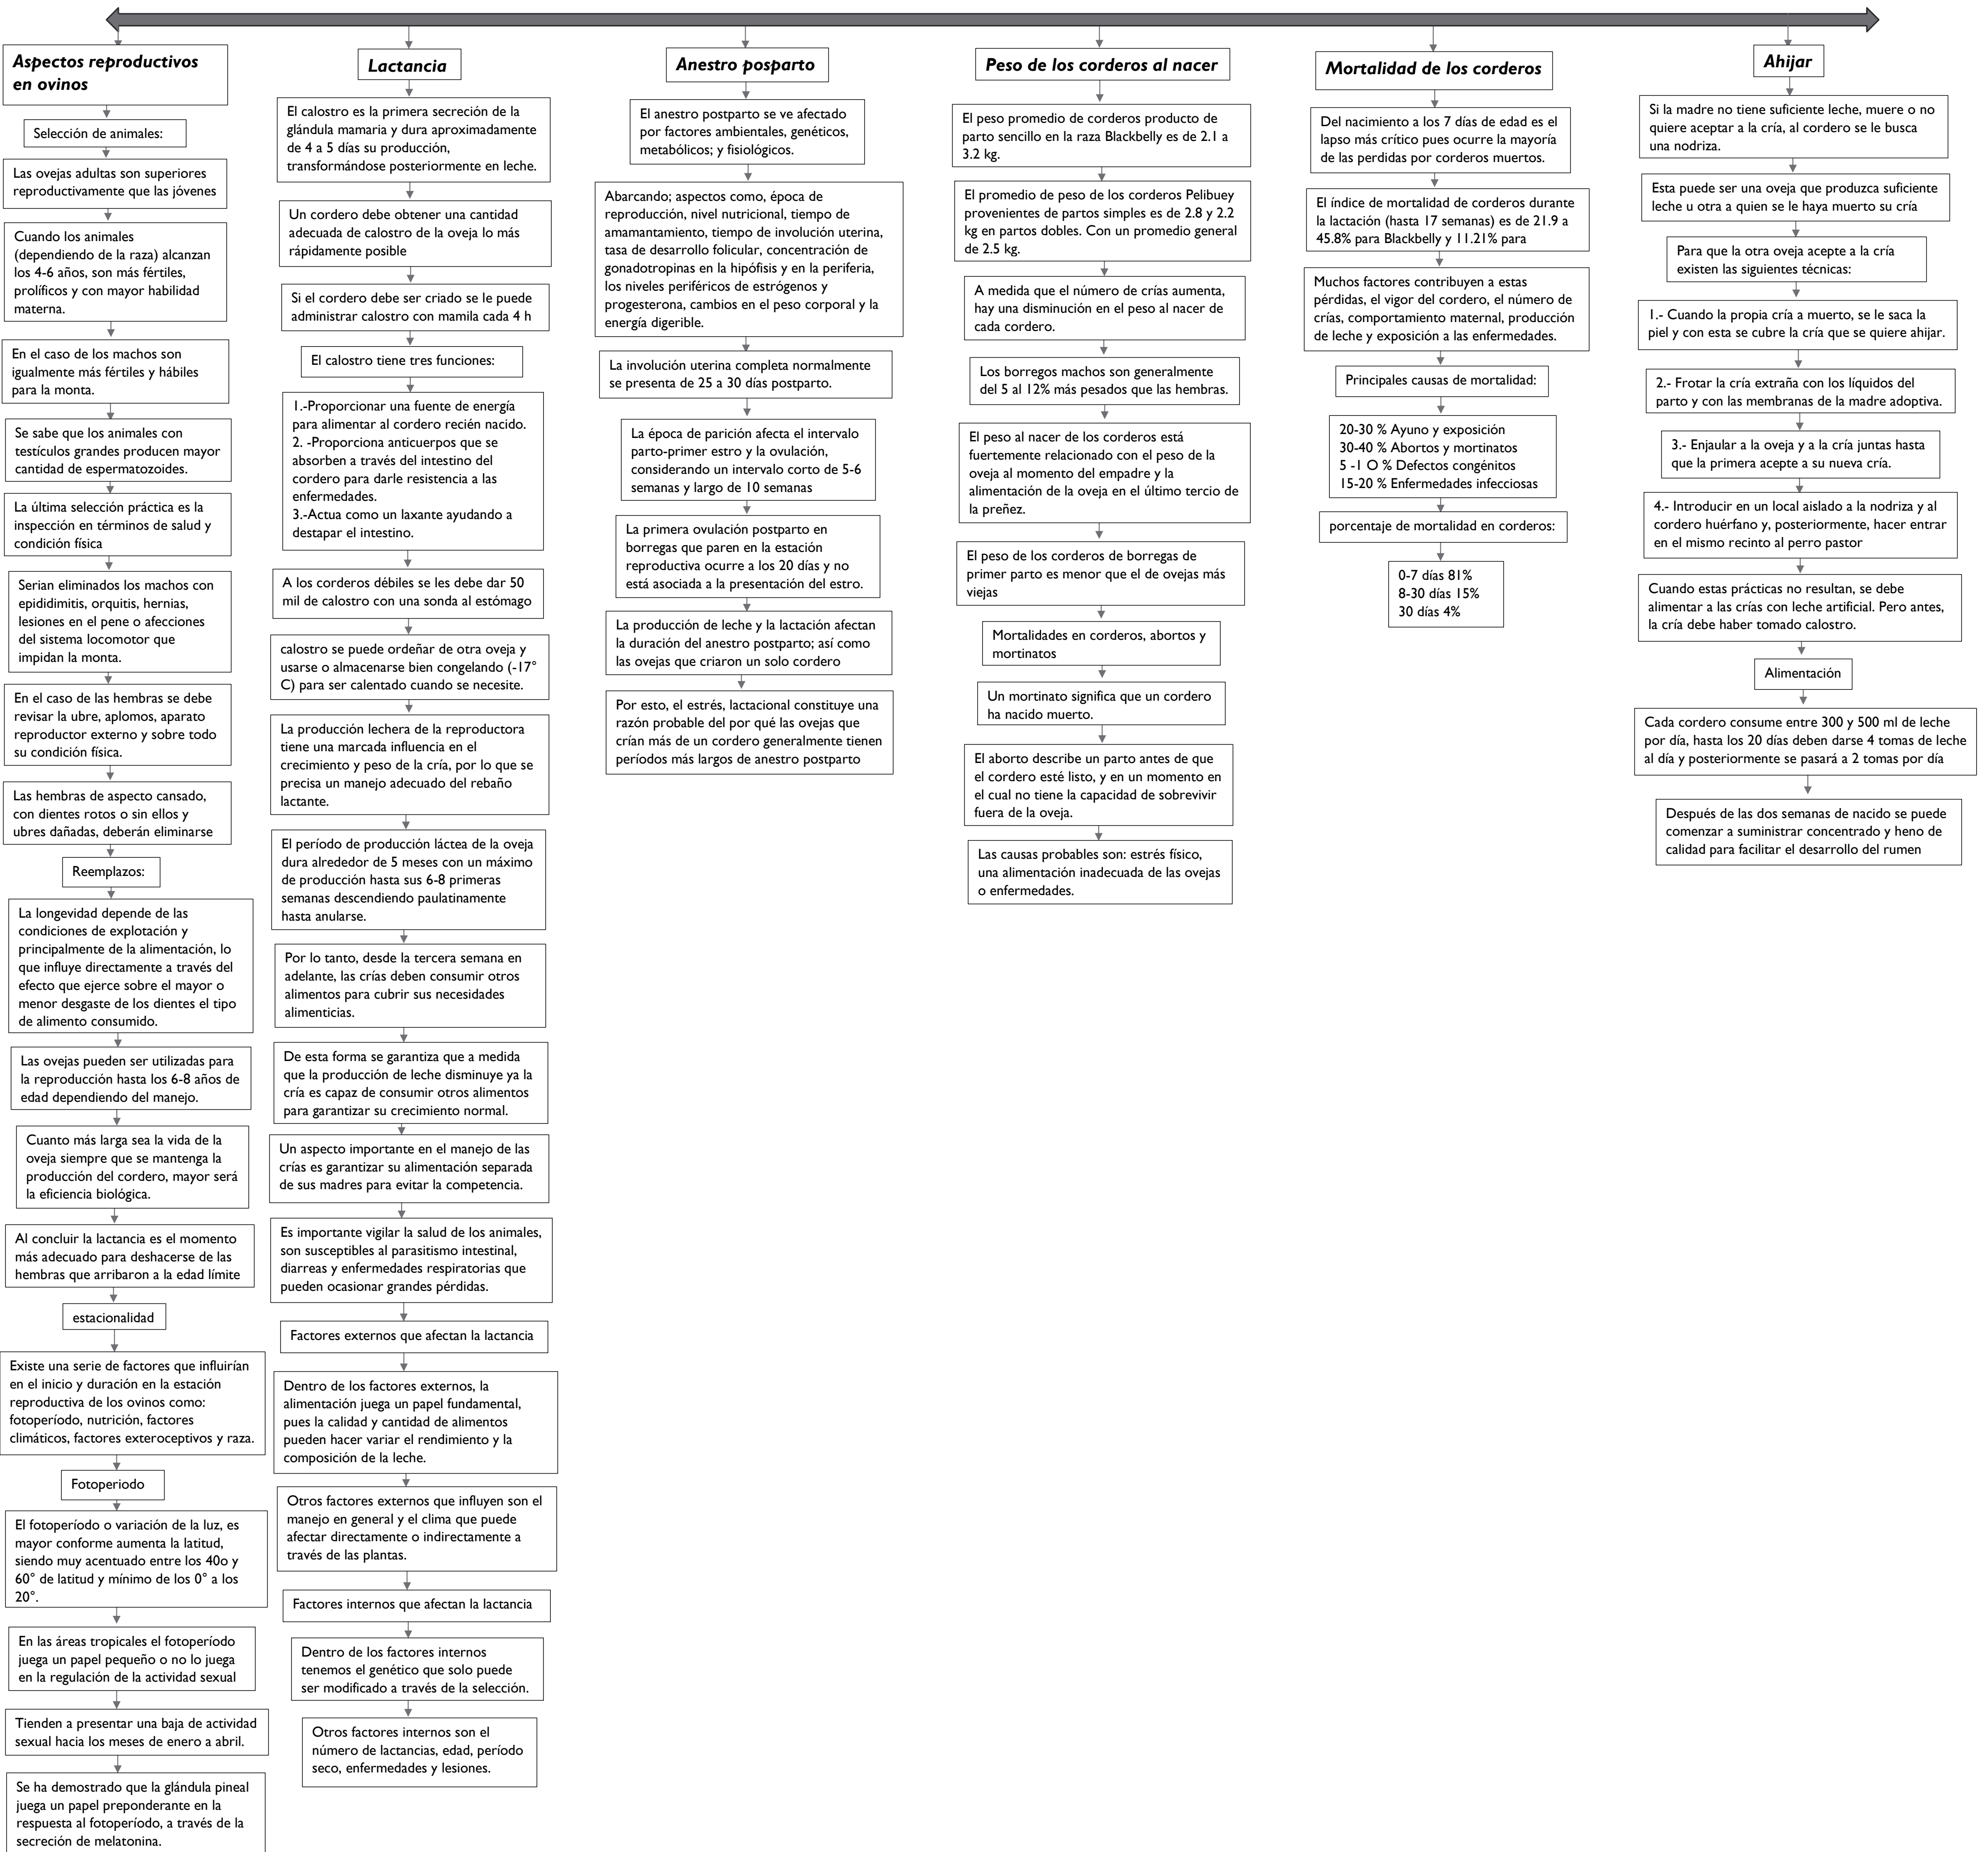 Aspectos reproductivos
en ovinos
Selección de animales:
Las ovejas adultas son superiores
reproductivamente que las jóvenes
Cuando los animales
(dependiendo de la raza) alcanzan
los 4-6 años, son más fértiles,
prolíficos y con mayor habilidad
materna.
En el caso de los machos son
igualmente más fértiles y hábiles
para la monta.
Se sabe que los animales con
testículos grandes producen mayor
cantidad de espermatozoides.
La última selección práctica es la
inspección en términos de salud y
condición física
Serian eliminados los machos con
epididimitis, orquitis, hernias,
lesiones en el pene o afecciones
del sistema locomotor que
impidan la monta.
En el caso de las hembras se debe
revisar la ubre, aplomos, aparato
reproductor externo y sobre todo
su condición física.
Las hembras de aspecto cansado,
con dientes rotos o sin ellos y
ubres dañadas, deberán eliminarse
Reemplazos:
La longevidad depende de las
condiciones de explotación y
principalmente de la alimentación, lo
que influye directamente a través del
efecto que ejerce sobre el mayor o
menor desgaste de los dientes el tipo
de alimento consumido.
Las ovejas pueden ser utilizadas para
la reproducción hasta los 6-8 años de
edad dependiendo del manejo.
Cuanto más larga sea la vida de la
oveja siempre que se mantenga la
producción del cordero, mayor será
la eficiencia biológica.
Al concluir la lactancia es el momento
más adecuado para deshacerse de las
hembras que arribaron a la edad límite
estacionalidad
Existe una serie de factores que influirían
en el inicio y duración en la estación
reproductiva de los ovinos como:
fotoperíodo, nutrición, factores
climáticos, factores exteroceptivos y raza.
Fotoperiodo
El fotoperíodo o variación de la luz, es
mayor conforme aumenta la latitud,
siendo muy acentuado entre los 40o y
60° de latitud y mínimo de los 0° a los
20°.
En las áreas tropicales el fotoperíodo
juega un papel pequeño o no lo juega
en la regulación de la actividad sexual
Tienden a presentar una baja de actividad
sexual hacia los meses de enero a abril.
Se ha demostrado que la glándula pineal
juega un papel preponderante en la
respuesta al fotoperíodo, a través de la
secreción de melatonina.
Lactancia
El calostro es la primera secreción de la
glándula mamaria y dura aproximadamente
de 4 a 5 días su producción,
transformándose posteriormente en leche.
Un cordero debe obtener una cantidad
adecuada de calostro de la oveja lo más
rápidamente posible
Si el cordero debe ser criado se le puede
administrar calostro con mamila cada 4 h
El calostro tiene tres funciones:
1.-Proporcionar una fuente de energía
para alimentar al cordero recién nacido.
2. -Proporciona anticuerpos que se
absorben a través del intestino del
cordero para darle resistencia a las
enfermedades.
3.-Actua como un laxante ayudando a
destapar el intestino.
A los corderos débiles se les debe dar 50
mil de calostro con una sonda al estómago
calostro se puede ordeñar de otra oveja y
usarse o almacenarse bien congelando (-17°
C) para ser calentado cuando se necesite.
La producción lechera de la reproductora
tiene una marcada influencia en el
crecimiento y peso de la cría, por lo que se
precisa un manejo adecuado del rebaño
lactante.
El período de producción láctea de la oveja
dura alrededor de 5 meses con un máximo
de producción hasta sus 6-8 primeras
semanas descendiendo paulatinamente
hasta anularse.
Por lo tanto, desde la tercera semana en
adelante, las crías deben consumir otros
alimentos para cubrir sus necesidades
alimenticias.
De esta forma se garantiza que a medida
que la producción de leche disminuye ya la
cría es capaz de consumir otros alimentos
para garantizar su crecimiento normal.
Un aspecto importante en el manejo de las
crías es garantizar su alimentación separada
de sus madres para evitar la competencia.
Es importante vigilar la salud de los animales,
son susceptibles al parasitismo intestinal,
diarreas y enfermedades respiratorias que
pueden ocasionar grandes pérdidas.
Factores externos que afectan la lactancia
Dentro de los factores externos, la
alimentación juega un papel fundamental,
pues la calidad y cantidad de alimentos
pueden hacer variar el rendimiento y la
composición de la leche.
Otros factores externos que influyen son el
manejo en general y el clima que puede
afectar directamente o indirectamente a
través de las plantas.
Factores internos que afectan la lactancia
Dentro de los factores internos
tenemos el genético que solo puede
ser modificado a través de la selección.
Otros factores internos son el
número de lactancias, edad, período
seco, enfermedades y lesiones.
Anestro posparto
El anestro postparto se ve afectado
por factores ambientales, genéticos,
metabólicos; y fisiológicos.
Abarcando; aspectos como, época de
reproducción, nivel nutricional, tiempo de
amamantamiento, tiempo de involución uterina,
tasa de desarrollo folicular, concentración de
gonadotropinas en la hipófisis y en la periferia,
los niveles periféricos de estrógenos y
progesterona, cambios en el peso corporal y la
energía digerible.
La involución uterina completa normalmente
se presenta de 25 a 30 días postparto.
La época de parición afecta el intervalo
parto-primer estro y la ovulación,
considerando un intervalo corto de 5-6
semanas y largo de 10 semanas
La primera ovulación postparto en
borregas que paren en la estación
reproductiva ocurre a los 20 días y no
está asociada a la presentación del estro.
La producción de leche y la lactación afectan
la duración del anestro postparto; así como
las ovejas que criaron un solo cordero
Por esto, el estrés, lactacional constituye una
razón probable del por qué las ovejas que
crían más de un cordero generalmente tienen
períodos más largos de anestro postparto
Peso de los corderos al nacer
El peso promedio de corderos producto de
parto sencillo en la raza Blackbelly es de 2.1 a
3.2 kg.
El promedio de peso de los corderos Pelibuey
provenientes de partos simples es de 2.8 y 2.2
kg en partos dobles. Con un promedio general
de 2.5 kg.
A medida que el número de crías aumenta,
hay una disminución en el peso al nacer de
cada cordero.
Los borregos machos son generalmente
del 5 al 12% más pesados que las hembras.
El peso al nacer de los corderos está
fuertemente relacionado con el peso de la
oveja al momento del empadre y la
alimentación de la oveja en el último tercio de
la preñez.
El peso de los corderos de borregas de
primer parto es menor que el de ovejas más
viejas
Mortalidades en corderos, abortos y
mortinatos
Un mortinato significa que un cordero
ha nacido muerto.
El aborto describe un parto antes de que
el cordero esté listo, y en un momento en
el cual no tiene la capacidad de sobrevivir
fuera de la oveja.
Las causas probables son: estrés físico,
una alimentación inadecuada de las ovejas
o enfermedades.
Mortalidad de los corderos
Del nacimiento a los 7 días de edad es el
lapso más crítico pues ocurre la mayoría
de las perdidas por corderos muertos.
El índice de mortalidad de corderos durante
la lactación (hasta 17 semanas) es de 21.9 a
45.8% para Blackbelly y 11.21% para
Muchos factores contribuyen a estas
pérdidas, el vigor del cordero, el número de
crías, comportamiento maternal, producción
de leche y exposición a las enfermedades.
Principales causas de mortalidad:
20-30 % Ayuno y exposición
30-40 % Abortos y mortinatos
5 -1 O % Defectos congénitos
15-20 % Enfermedades infecciosas
porcentaje de mortalidad en corderos:
0-7 días 81%
8-30 días 15%
30 días 4%
Ahijar
Si la madre no tiene suficiente leche, muere o no
quiere aceptar a la cría, al cordero se le busca
una nodriza.
Esta puede ser una oveja que produzca suficiente
leche u otra a quien se le haya muerto su cría
Para que la otra oveja acepte a la cría
existen las siguientes técnicas:
1.- Cuando la propia cría a muerto, se le saca la
piel y con esta se cubre la cría que se quiere ahijar.
2.- Frotar la cría extraña con los líquidos del
parto y con las membranas de la madre adoptiva.
3.- Enjaular a la oveja y a la cría juntas hasta
que la primera acepte a su nueva cría.
4.- Introducir en un local aislado a la nodriza y al
cordero huérfano y, posteriormente, hacer entrar
en el mismo recinto al perro pastor
Cuando estas prácticas no resultan, se debe
alimentar a las crías con leche artificial. Pero antes,
la cría debe haber tomado calostro.
Alimentación
Cada cordero consume entre 300 y 500 ml de leche
por día, hasta los 20 días deben darse 4 tomas de leche
al día y posteriormente se pasará a 2 tomas por día
Después de las dos semanas de nacido se puede
comenzar a suministrar concentrado y heno de
calidad para facilitar el desarrollo del rumen